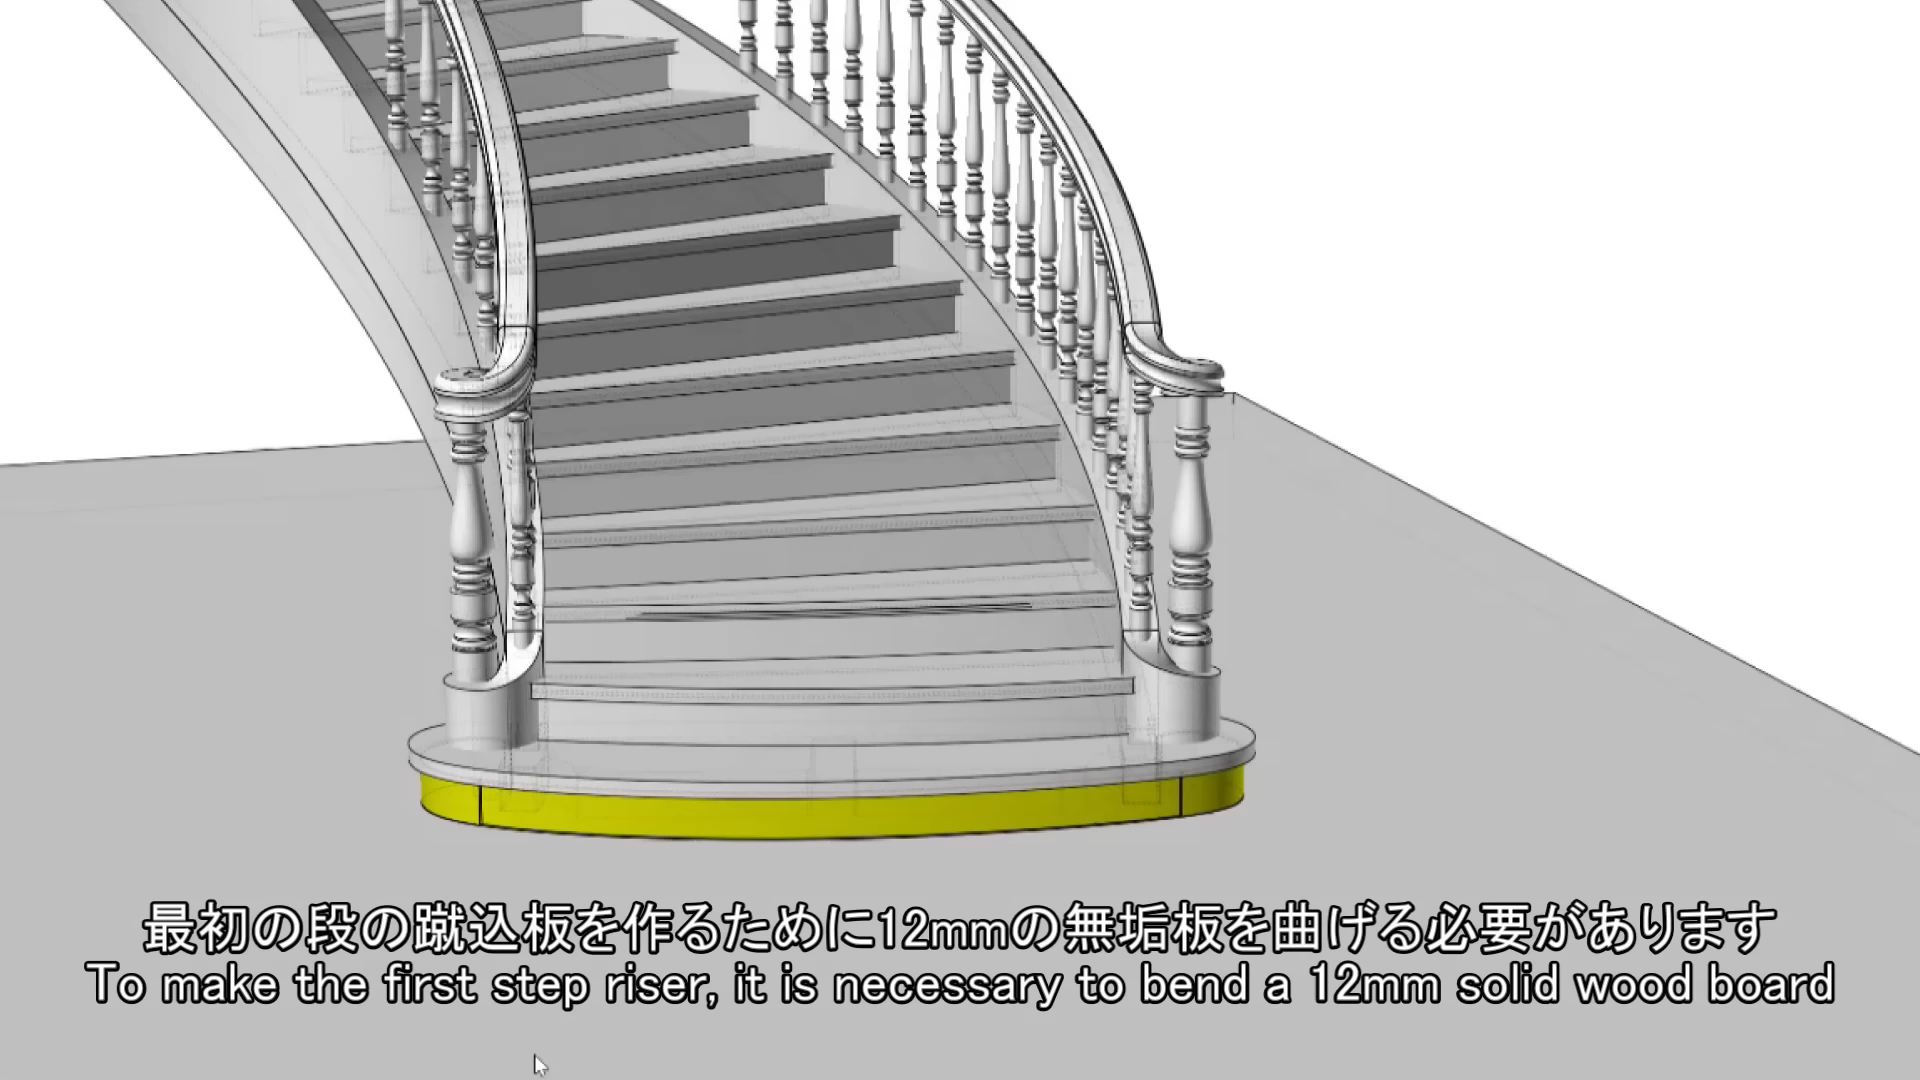 最初の段の蹴込板を作るために12mmの無垢板を曲げる必要があります
To make the first step riser, it is necessary to bend a 12mm solid wood board